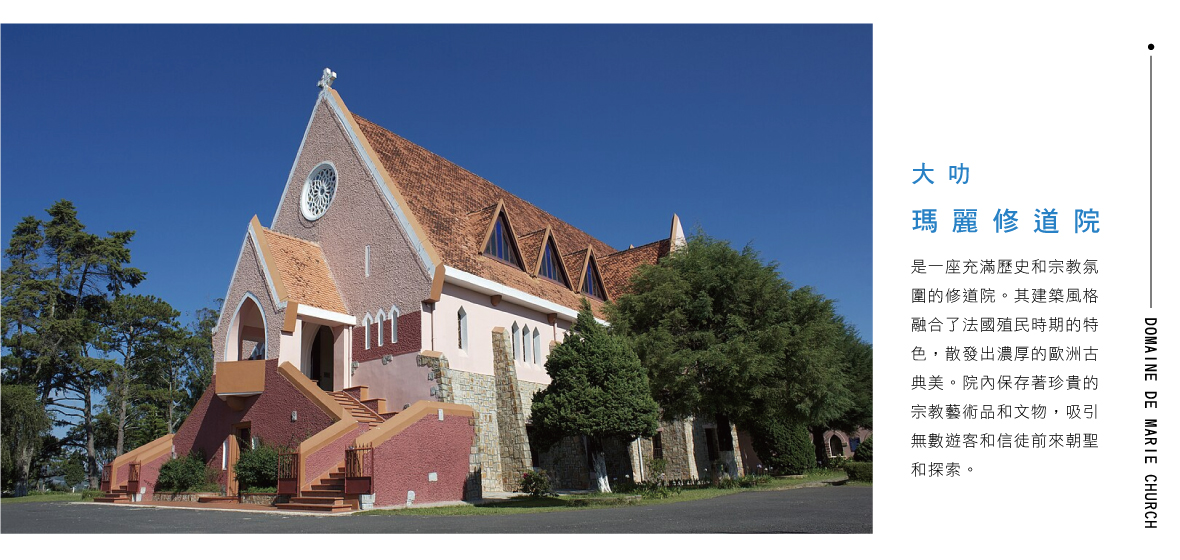 大叻
瑪麗修道院
是一座充滿歷史和宗教氛
圍的修道院。其建築風格
融合了法國殖民時期的特
色，散發出濃厚的歐洲古
典美。院內保存著珍貴的
宗教藝術品和文物，吸引
無數遊客和信徒前來朝聖
和探索。
DOMAINE DE MARIE CHURCH